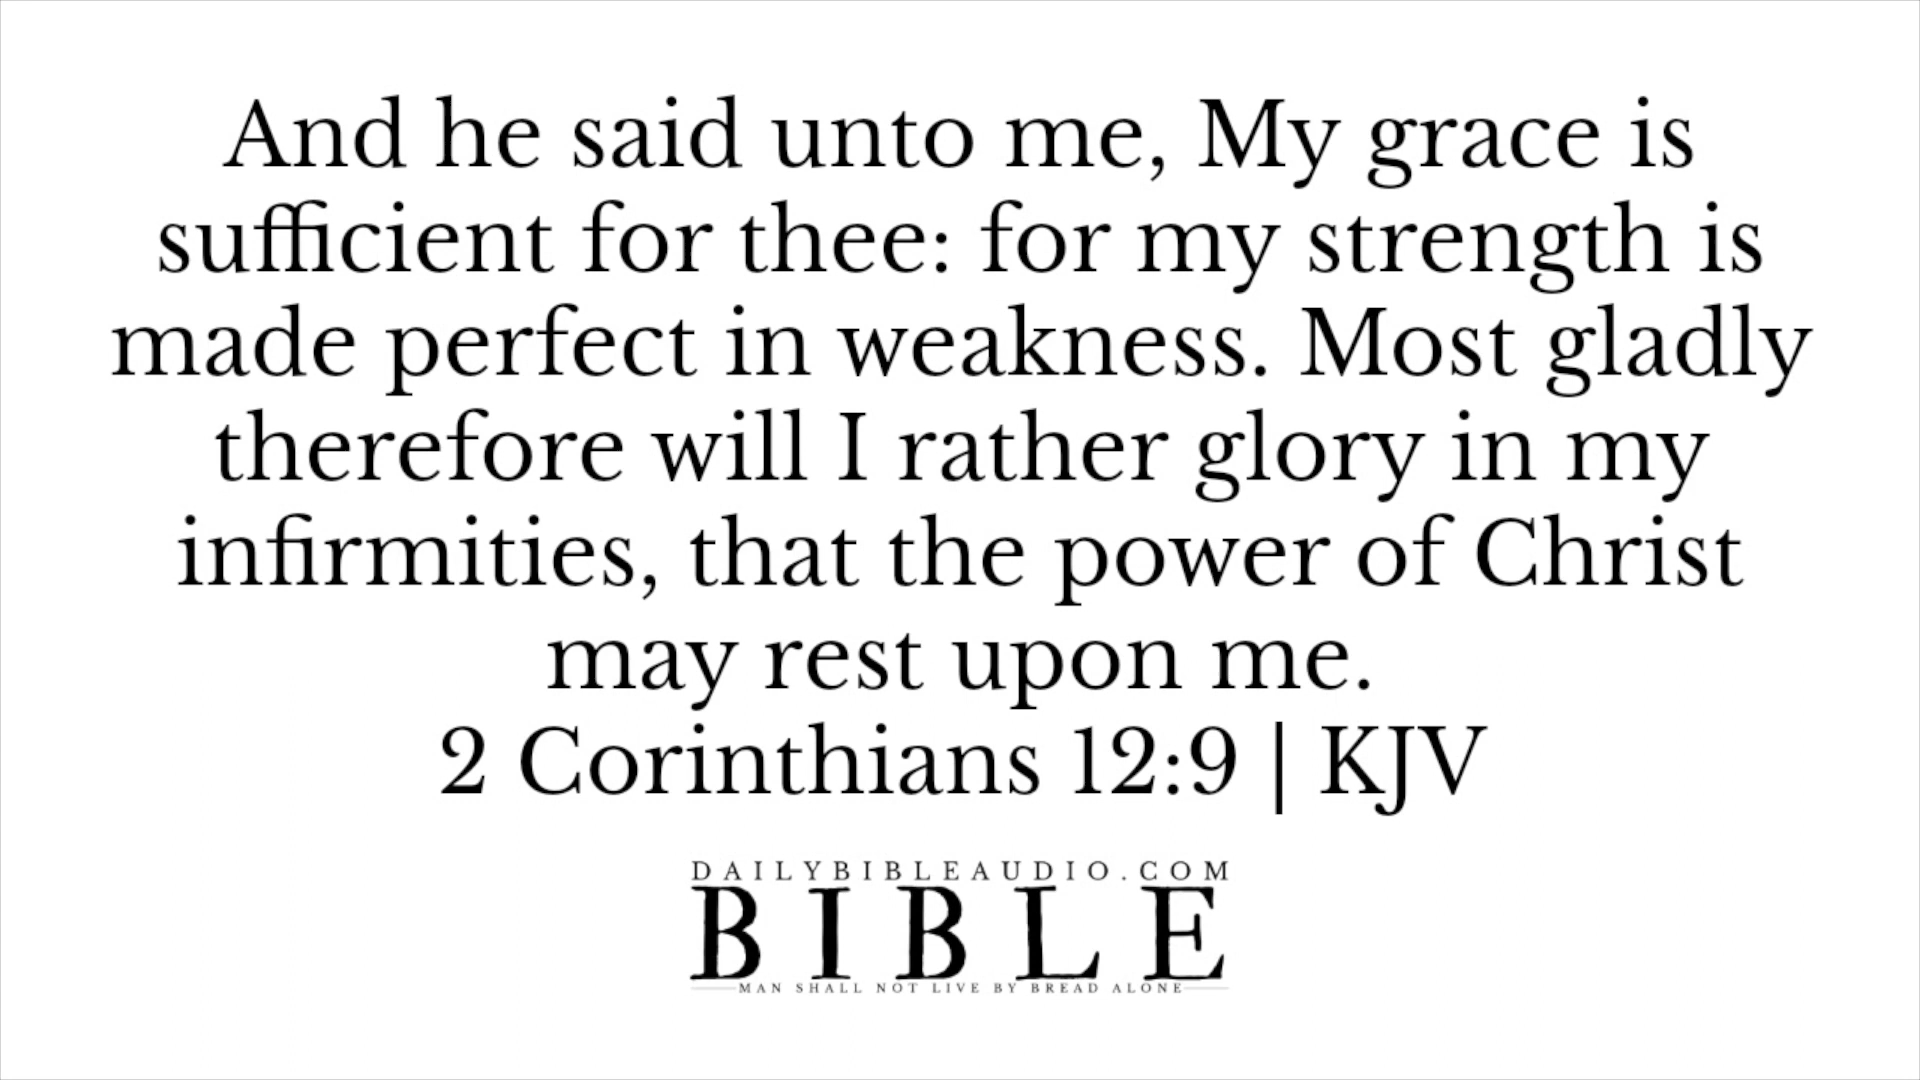 And he said unto me, My grace is
sufficient for thee: for my strength is
made perfect in weakness. Most gladly
therefore will I rather glory in my
infirmities, that the power of Christ
may rest upon me.
2 Corinthians 12:9 | KJV
DAILYBIBLEAUDIO.COM
BIBLE
MAN SHALL NOT LIVE BY BREAD ALONE